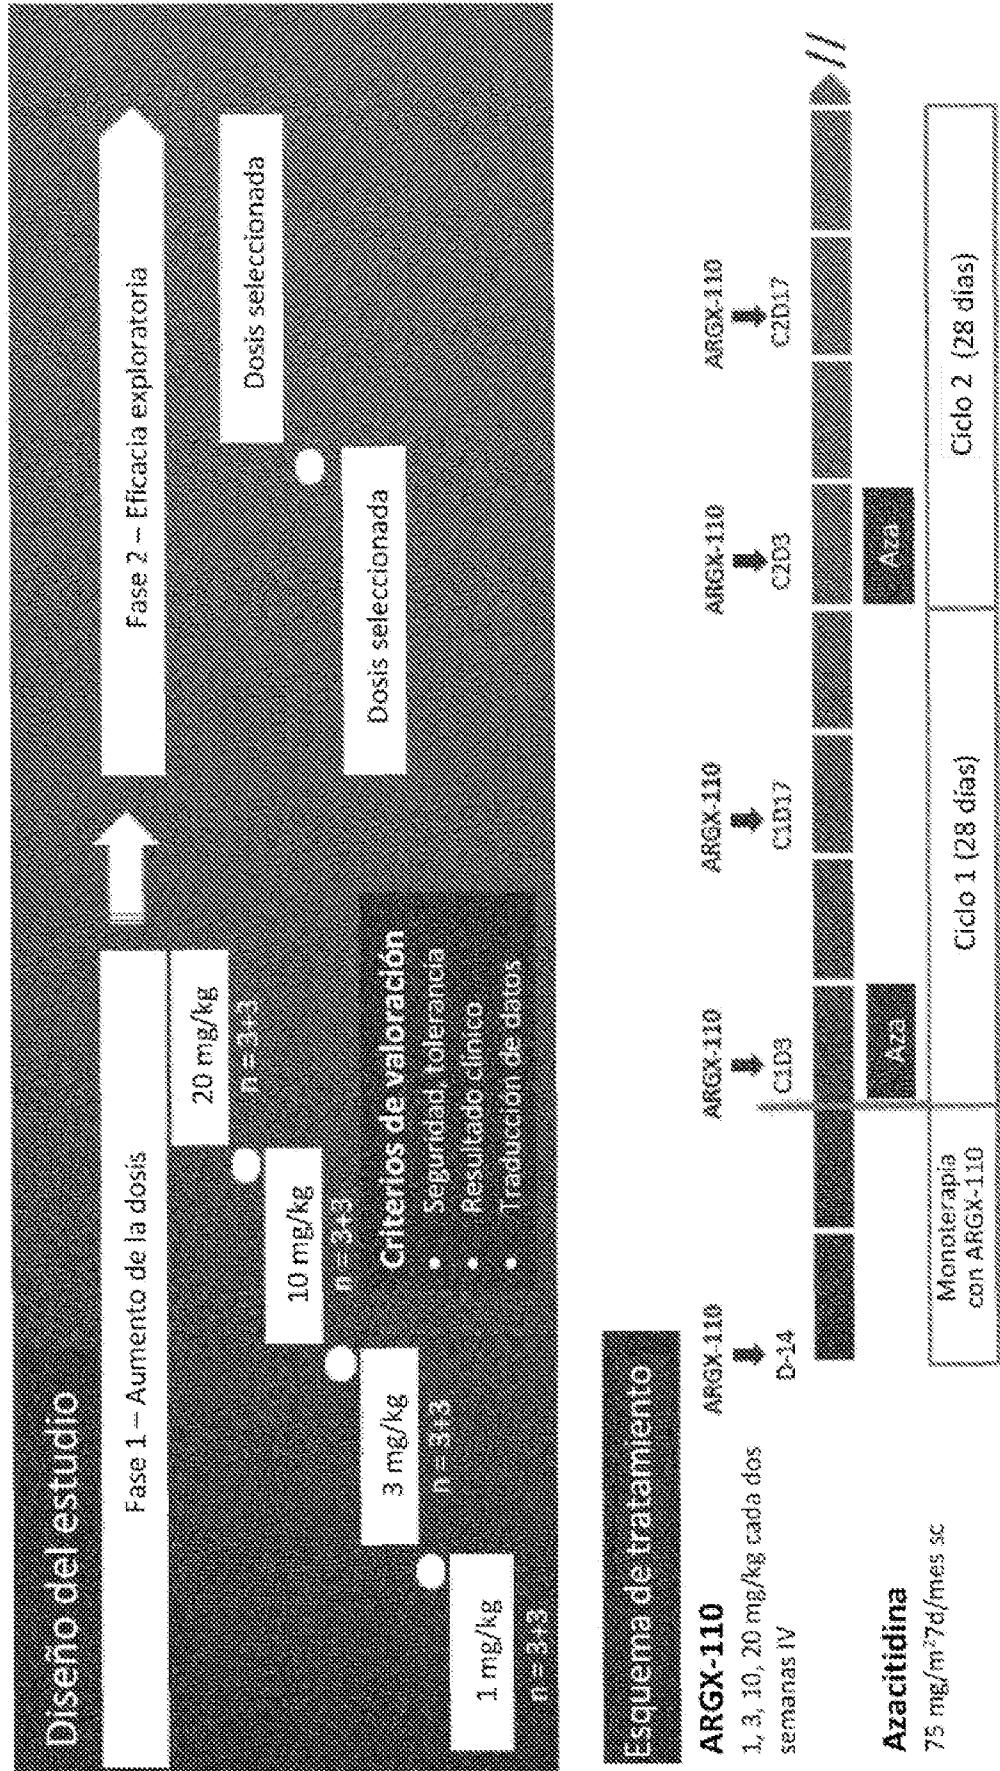 Diseño del estudio
Fase 1 – Aumento de la dosis
Fase 2 – Eficacia exploratoria
1 mg/kg
n = 3+3
3 mg/kg
n = 3+3
10 mg/kg
n = 3+3
20 mg/kg
n = 3+3
Dosis seleccionada
Dosis seleccionada
Criterios de valoración
• Seguridad, tolerancia
• Resultado clínico
• Traducción de datos
Esquema de tratamiento
ARGX-110
1, 3, 10, 20 mg/kg cada dos
semanas IV
ARGX-110
D-14
ARGX-110
C1D3
ARGX-110
C1D17
ARGX-110
C2D3
ARGX-110
C2D17
Azacitidina
75 mg/m²7d/mes sc
Aza
Aza
Monoterapia
con ARGX-110
Ciclo 1 (28 días)
Ciclo 2 (28 días)